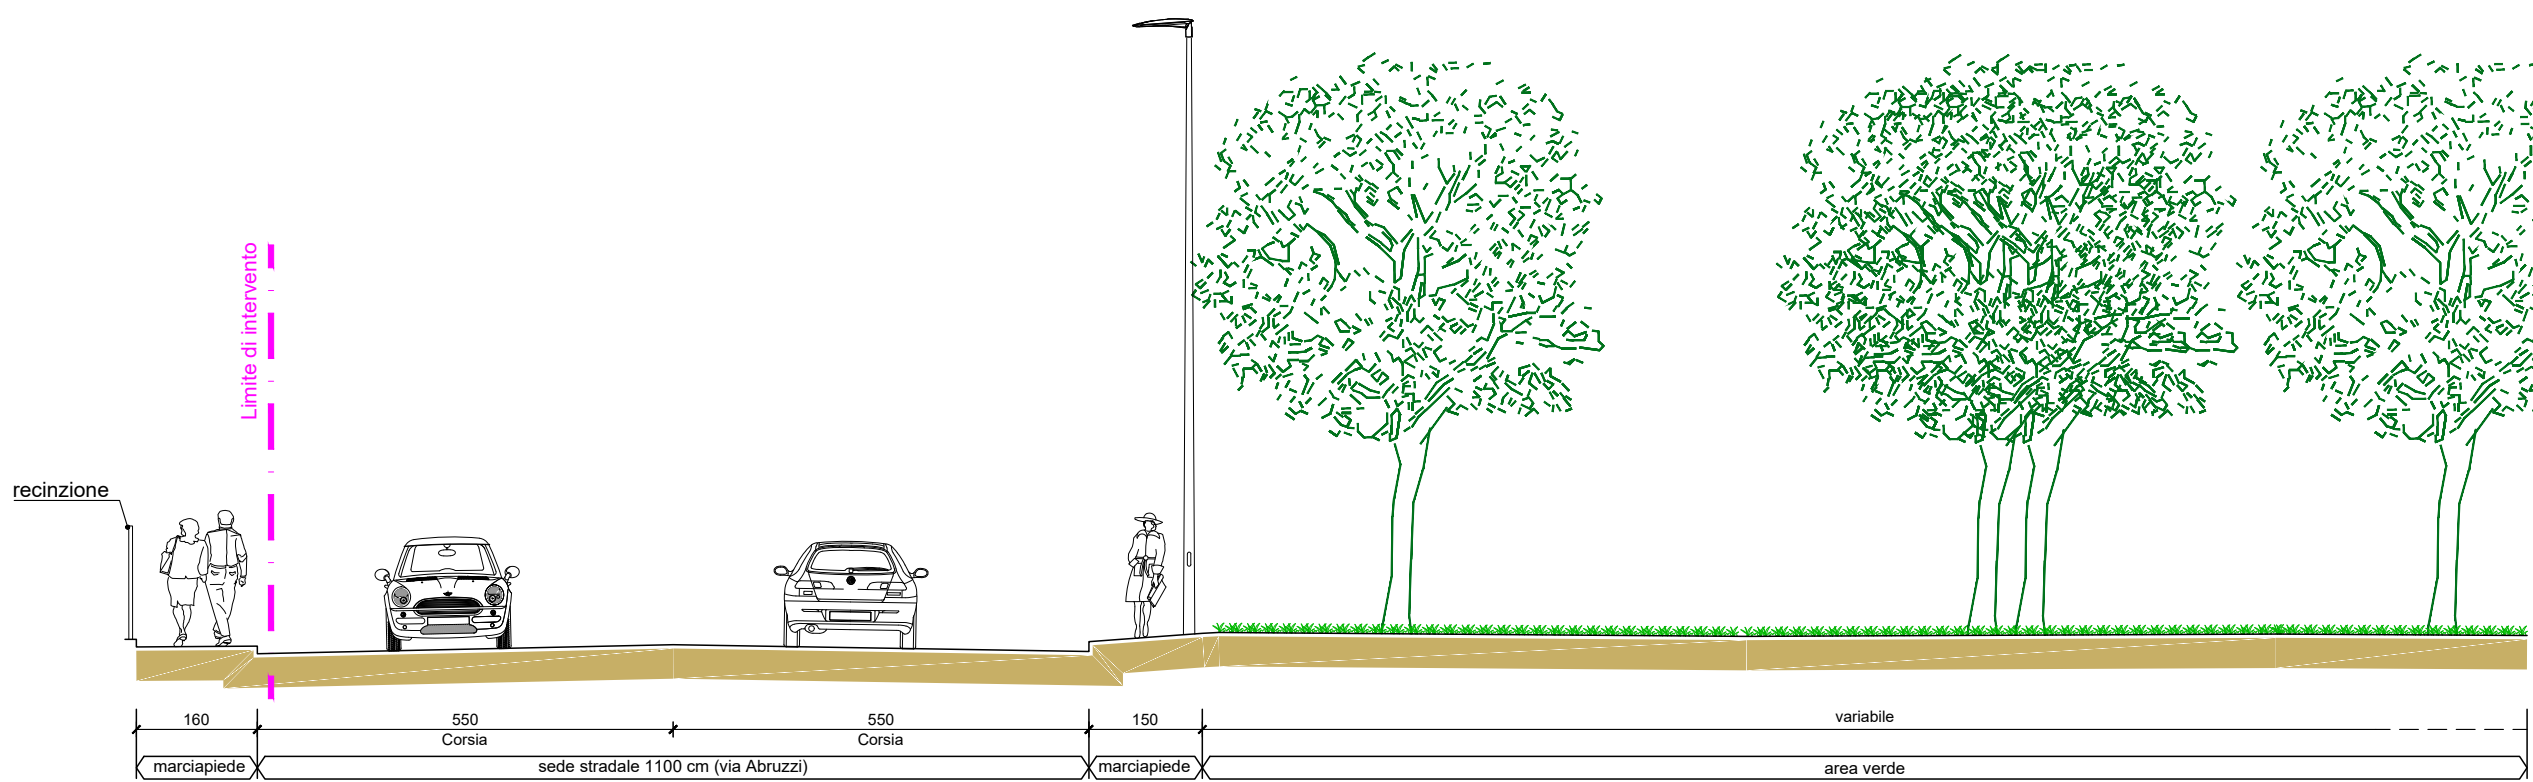 Limite di intervento
recinzione
160
550
550
150
variabile
Corsia
Corsia
marciapiede
sede stradale 1100 cm (via Abruzzi)
marciapiede
area verde